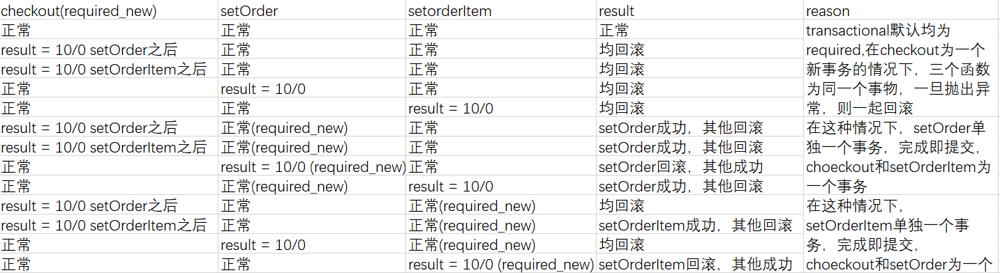 checkout(required_new) setOrder setorderItem result reason
正常 正常 正常 正常 transactional默认均为
result = 10/0 setOrder之后 正常 正常 均回滚 required,在checkout为一个
result = 10/0 setOrderItem之后 正常 正常 均回滚 新事务的情况下，三个函数
正常 result = 10/0 正常 均回滚 为同一个事物，一旦抛出异
正常 正常 result = 10/0 均回滚 常，则一起回滚
result = 10/0 setOrder之后 正常(required_new) 正常 setOrder成功，其他回滚 在这种情况下，setOrder单
result = 10/0 setOrderItem之后 正常(required_new) 正常 setOrder成功，其他回滚 独一个事务，完成即提交，
正常 result = 10/0 (required_new) 正常 setOrder回滚，其他成功 choeckout和setOrderItem为
正常 正常(required_new) result = 10/0 setOrder成功，其他回滚 一个事务
result = 10/0 setOrder之后 正常 正常(required_new) 均回滚 在这种情况下，
result = 10/0 setOrderItem之后 正常 正常(required_new) setOrderItem成功，其他回滚 setOrderItem单独一个事
正常 result = 10/0 正常(required_new) 均回滚 务，完成即提交，
正常 正常 result = 10/0 (required_new) setOrderItem回滚，其他成功 choeckout和setOrder为一个